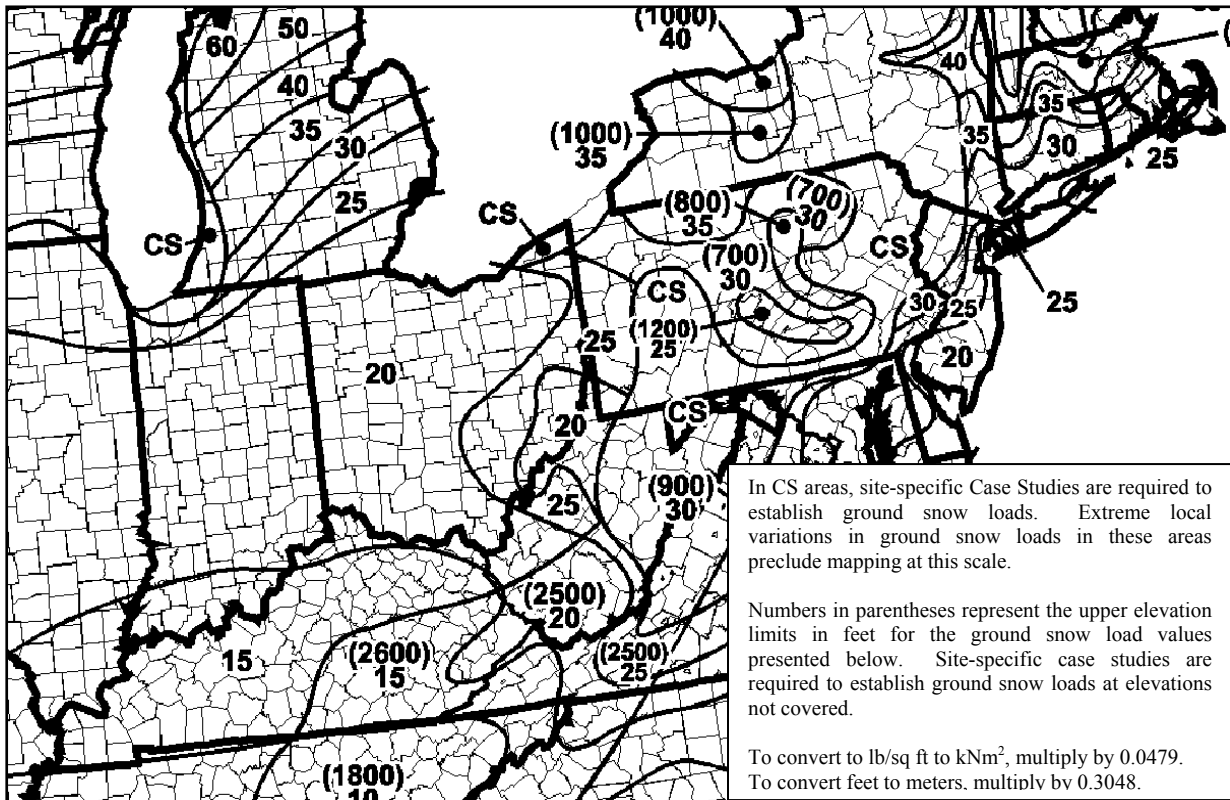 (1000)
40
60
50
40
40
35
(1000)
35
30
25
35
35
30
25
CS
CS
(800)
35
(700)
30
(700)
30
CS
CS
(1200)
25
25
30
25
25
20
20
20
CS
25
(900)
30
(2500)
20
15
(2600)
15
(2500)
25
(1800)
In CS areas, site-specific Case Studies are required to
establish ground snow loads. Extreme local
variations in ground snow loads in these areas
preclude mapping at this scale.
Numbers in parentheses represent the upper elevation
limits in feet for the ground snow load values
presented below. Site-specific case studies are
required to establish ground snow loads at elevations
not covered.
To convert to lb/sq ft to kNm², multiply by 0.0479.
To convert feet to meters, multiply by 0.3048.